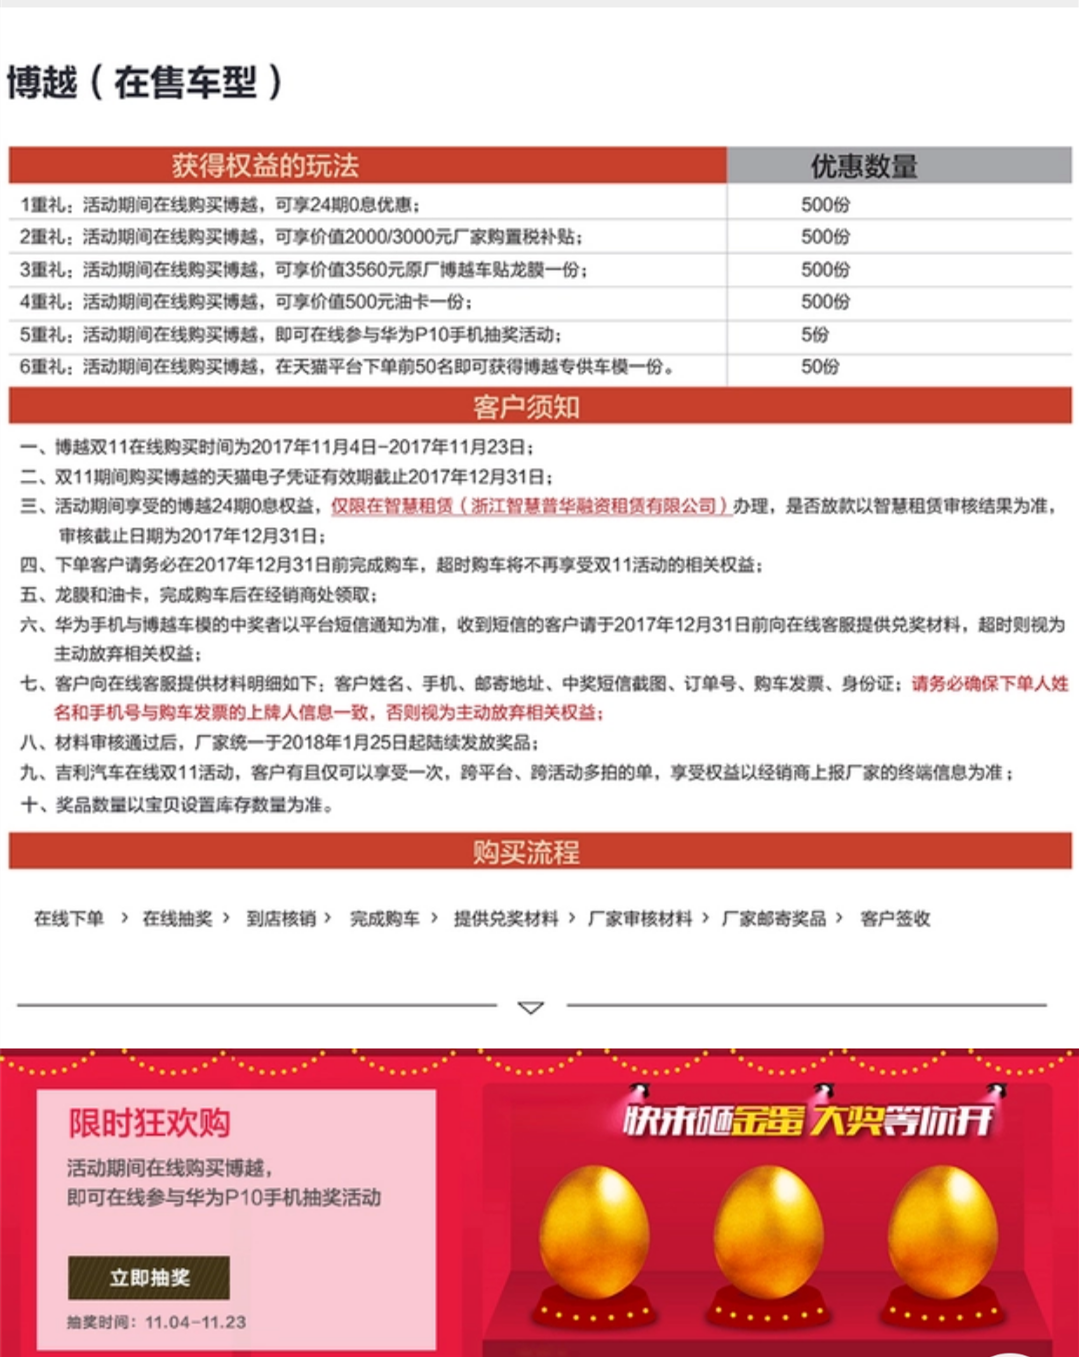 博越（在售车型）
获得权益的玩法 优惠数量
1重礼：活动期间在线购买博越，可享24期0息优惠； 500份
2重礼：活动期间在线购买博越，可享价值2000/3000元厂家购置税补贴； 500份
3重礼：活动期间在线购买博越，可享价值3560元原厂博越车贴龙膜一份； 500份
4重礼：活动期间在线购买博越，可享价值500元油卡一份； 500份
5重礼：活动期间在线购买博越，即可在线参与华为P10手机抽奖活动； 5份
6重礼：活动期间在线购买博越，在天猫平台下单前50名即可获得博越专供车模一份。 50份
客户须知
一、博越双11在线购买时间为2017年11月4日-2017年11月23日；
二、双11期间购买博越的天猫电子凭证有效期截止2017年12月31日；
三、活动期间享受的博越24期0息权益，仅限在智慧租赁（浙江智慧普华融资租赁有限公司）办理，是否放款以智慧租赁审核结果为准，
审核截止日期为2017年12月31日；
四、下单客户请务必在2017年12月31日前完成购车，超时购车将不再享受双11活动的相关权益；
五、龙膜和油卡，完成购车后在经销商处领取；
六、华为手机与博越车模的中奖者以平台短信通知为准，收到短信的客户请于2017年12月31日前向在线客服提供兑奖材料，超时则视为
主动放弃相关权益；
七、客户向在线客服提供材料明细如下：客户姓名、手机、邮寄地址、中奖短信截图、订单号、购车发票、身份证；请务必确保下单人姓
名和手机号与购车发票的上牌人信息一致，否则视为主动放弃相关权益；
八、材料审核通过后，厂家统一于2018年1月25日起陆续发放奖品；
九、吉利汽车在线双11活动，客户有且仅可以享受一次，跨平台、跨活动多拍的单，享受权益以经销商上报厂家的终端信息为准；
十、奖品数量以宝贝设置库存数量为准。
购买流程
在线下单 > 在线抽奖 > 到店核销 > 完成购车 > 提供兑奖材料 > 厂家审核材料 > 厂家邮寄奖品 > 客户签收
限时狂欢购
快来砸金蛋 大奖等你开
活动期间在线购买博越，
即可在线参与华为P10手机抽奖活动
立即抽奖
抽奖时间：11.04-11.23